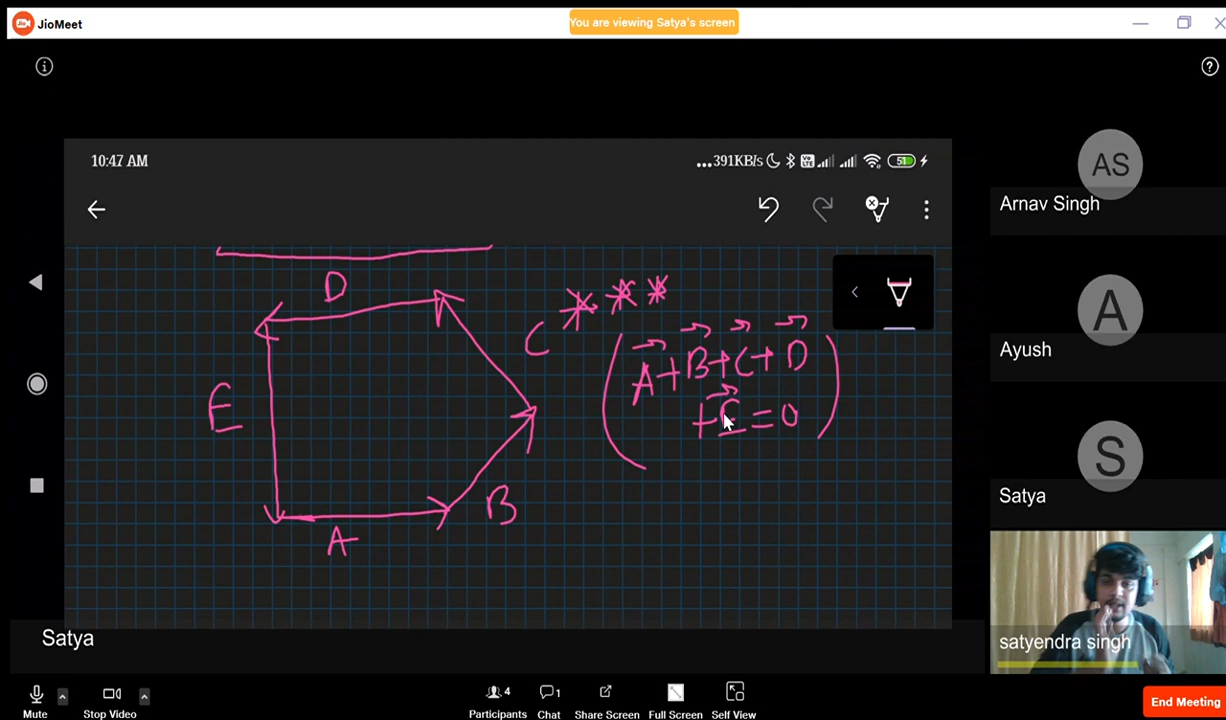 JioMeet
You are viewing Satya's screen
10:47 AM
...391KB/s 51
D
C ***
A+B+C+D
+E=0
E
B
A
AS
Arnav Singh
A
Ayush
S
Satya
satyendra singh
Satya
Mute
Stop Video
4
Participants
1
Chat
Share Screen
Full Screen
Self View
End Meeting